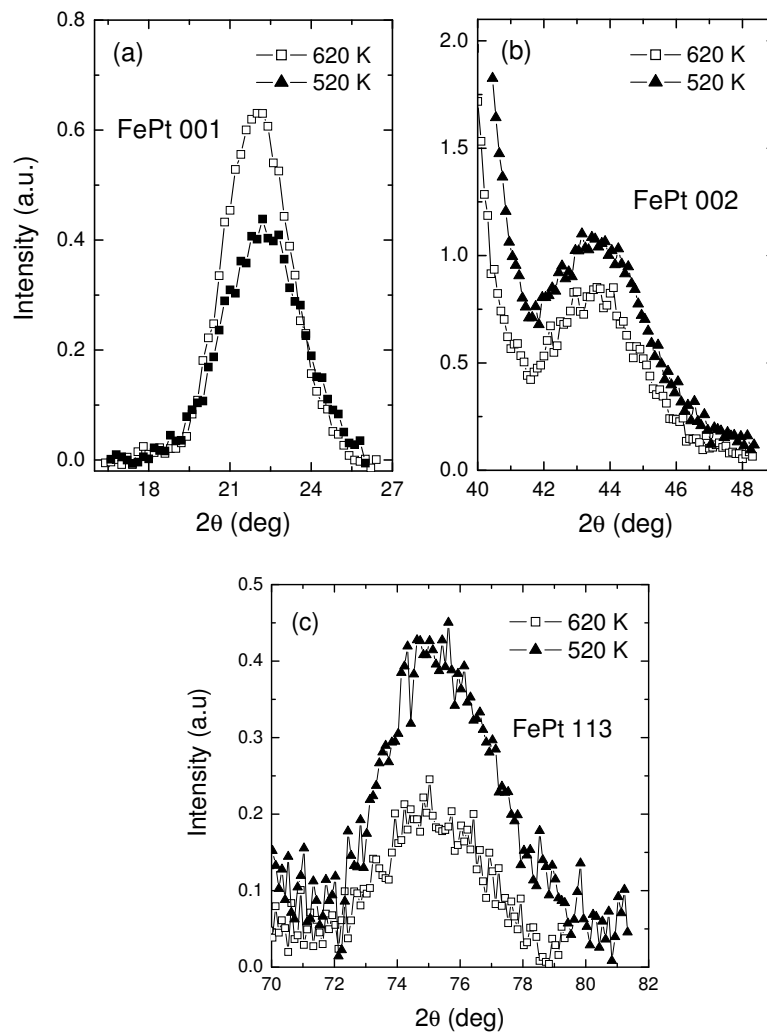 (a)
620 K
520 K
FePt 001
Intensity (a.u.)
0.8
0.6
0.4
0.2
0.0
18 21 24 27
2θ (deg)
(b)
620 K
520 K
FePt 002
2.0
1.5
1.0
0.5
0.0
40 42 44 46 48
2θ (deg)
(c)
620 K
520 K
FePt 113
Intensity (a.u)
0.5
0.4
0.3
0.2
0.1
0.0
70 72 74 76 78 80 82
2θ (deg)